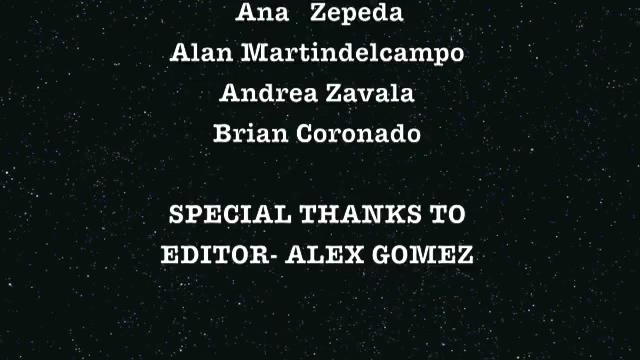 Ana Zepeda
Alan Martindelcampo
Andrea Zavala
Brian Coronado
SPECIAL THANKS TO
EDITOR- ALEX GOMEZ